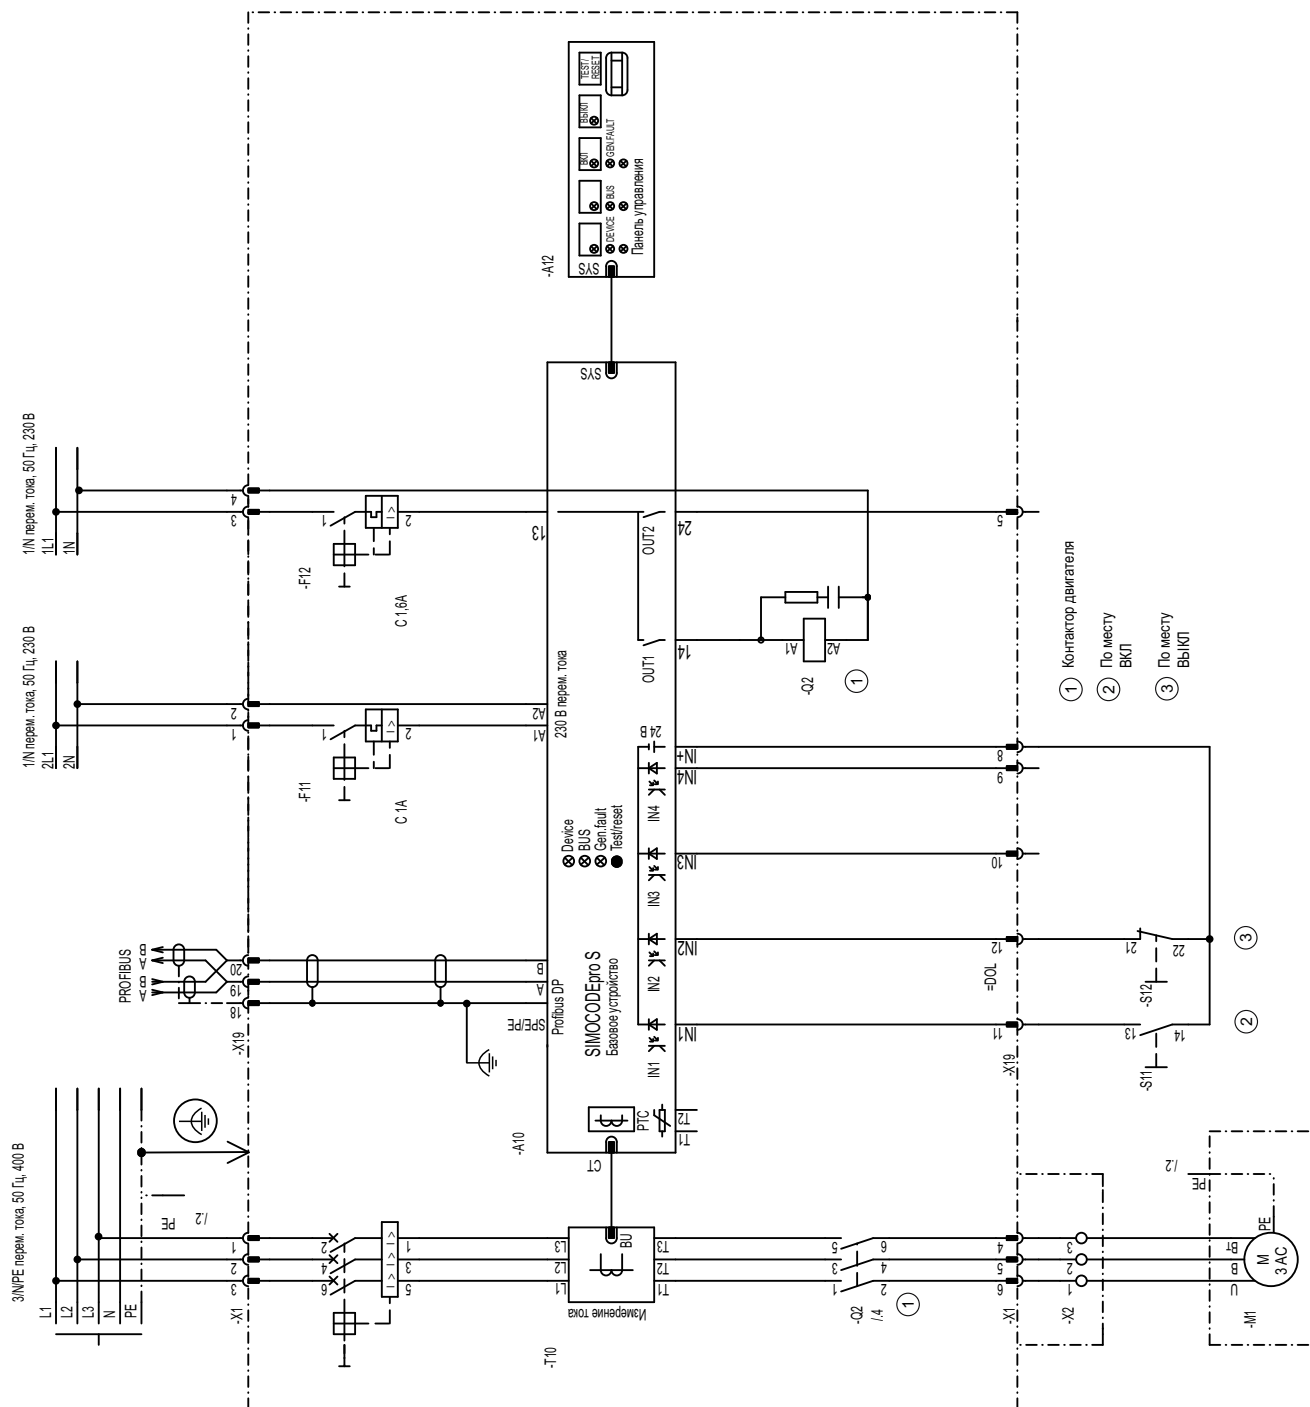 3/N/PE перем. тока, 50 Гц, 400 В
L1
L2
L3
N
PE
PE
/.2
-X1
1
2
3
2
4
6
1
3
5
-T10
L3
L2
L1
BU
Измерение тока
T3
T2
T1
5
3
1
6
4
2
-Q2
/.4
1
4
5
6
-X1
3
2
1
-X2
PE
/.2
PE
Вт
В
U
M
3 AC
-M1
PROFIBUS
A
B
A
B
-X19
18
19
20
SPE/PE
A
B
Profibus DP
-A10
CT
SIMOCODEpro S
Базовое устройство
PTC
T1
T2
Device
BUS
Gen.fault
Test/reset
IN1
IN2
IN3
IN4
24 В
IN1
IN2
IN3
IN4
IN+
-X19
11
12
10
9
8
=DOL
-S11
13
14
2
-S12
21
22
3
1/N перем. тока, 50 Гц, 230 В
2L1
2N
1
2
-F11
1
2
C 1A
A1
A2
230 В перем. тока
1/N перем. тока, 50 Гц, 230 В
1L1
1N
3
4
-F12
1
2
C 1,6A
13
OUT1
OUT2
14
24
5
-Q2
A1
A2
1
SYS
-A12
SYS
DEVICE
BUS
GEN.FAULT
ВКЛ
ВЫКЛ
TEST/
RESET
Панель управления
1 Контактор двигателя
2 По месту
ВКЛ
3 По месту
ВЫКЛ